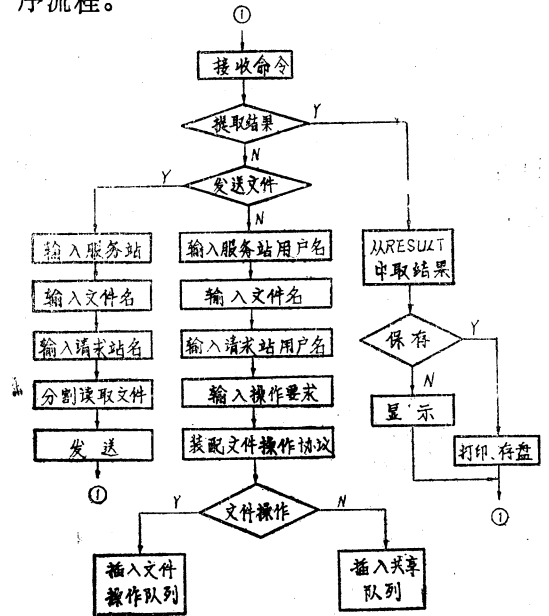 序流程。
①
接收命令
提取结果
Y
N
发送文件
Y
N
输入服务站
输入文件名
输入请求站名
分割读取文件
发送
①
输入服务站用户名
输入文件名
输入请求站用户名
输入操作要求
装配文件操作协议
文件操作
Y
N
插入文件
操作队列
插入共享
队列
从RESULT
中取结果
保存
Y
N
显示
打印、存盘
①